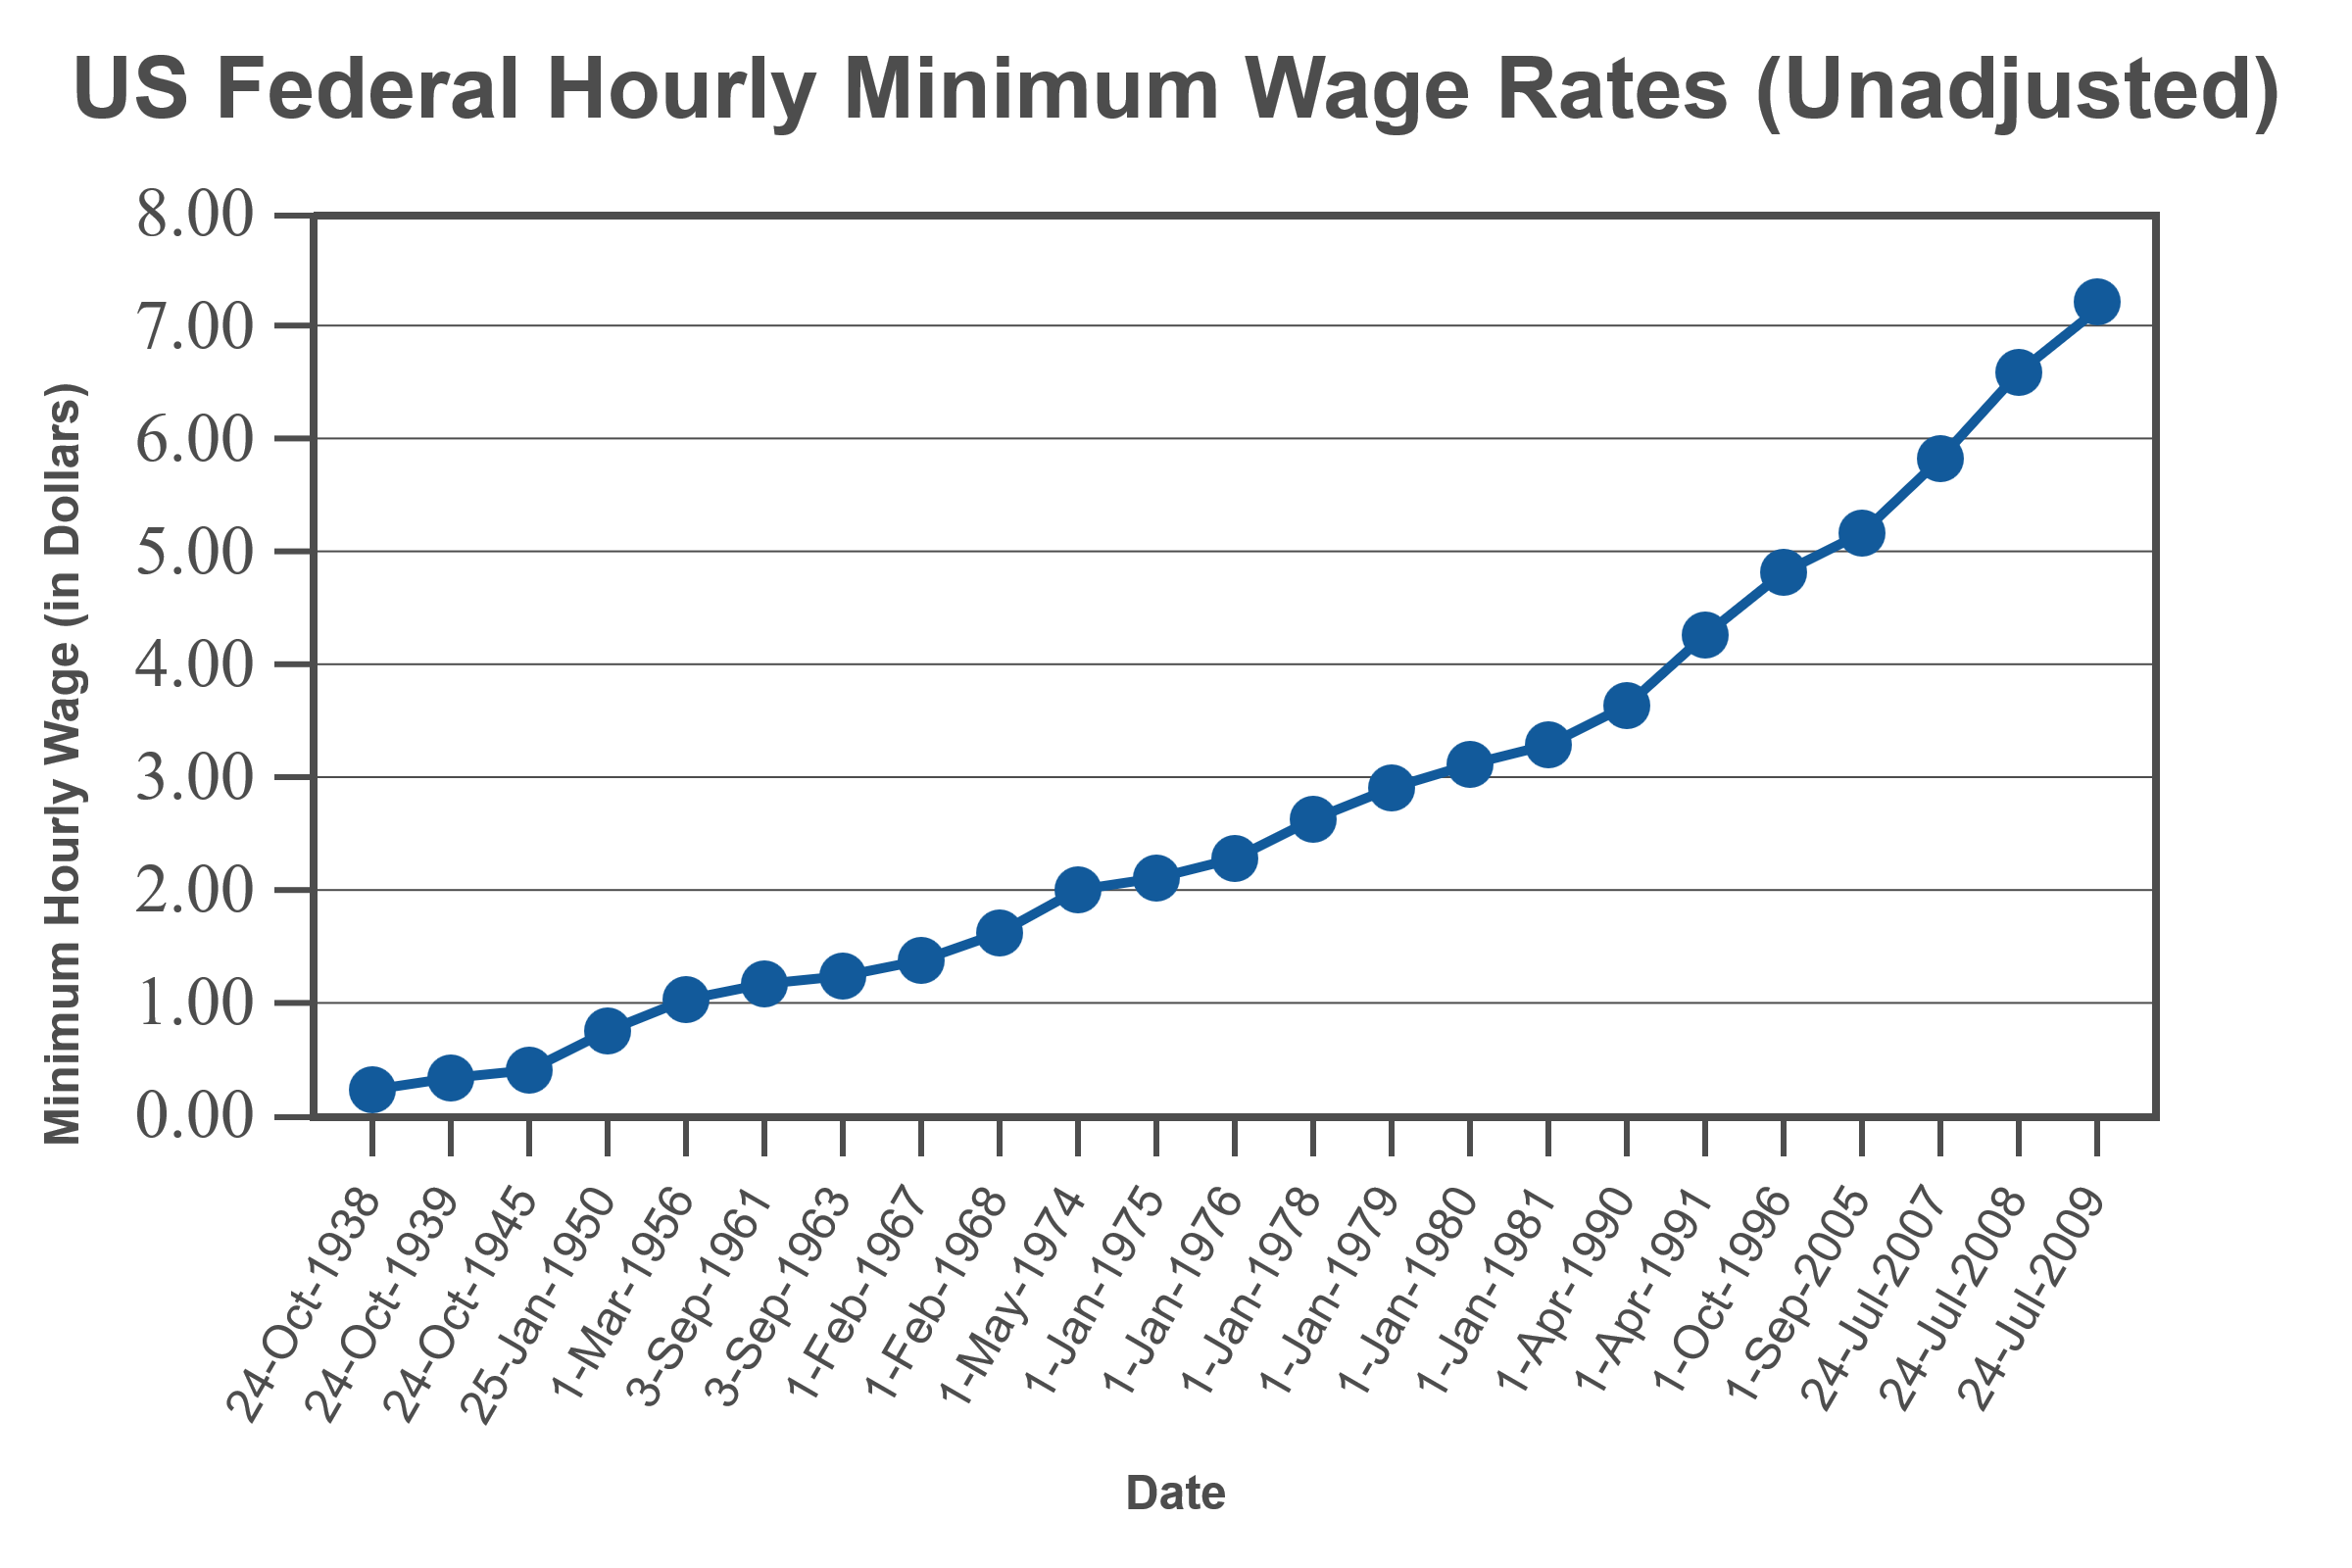 US Federal Hourly Minimum Wage Rates (Unadjusted)
Minimum Hourly Wage (in Dollars)
8.00
7.00
6.00
5.00
4.00
3.00
2.00
1.00
0.00
24-Oct-1938
24-Oct-1939
24-Oct-1945
25-Jan-1950
1-Mar-1956
3-Sep-1961
3-Sep-1963
1-Feb-1967
1-Feb-1968
1-May-1974
1-Jan-1975
1-Jan-1976
1-Jan-1978
1-Jan-1979
1-Jan-1980
1-Jan-1981
1-Apr-1990
1-Apr-1991
1-Oct-1996
1-Sep-2005
24-Jul-2007
24-Jul-2008
24-Jul-2009
Date